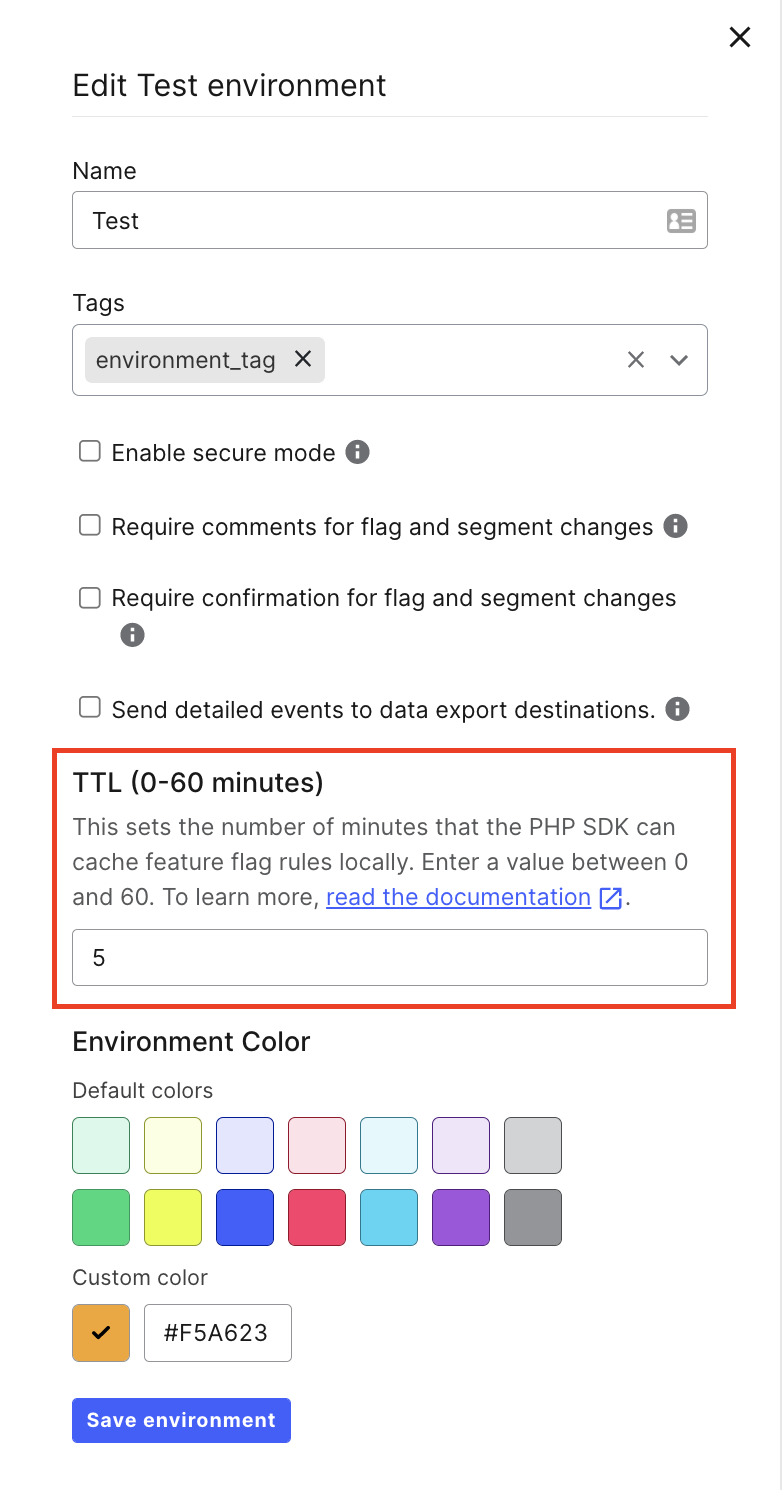 Edit Test environment
Name
Test
Tags
environment_tag
Enable secure mode
Require comments for flag and segment changes
Require confirmation for flag and segment changes
Send detailed events to data export destinations.
TTL (0-60 minutes)
This sets the number of minutes that the PHP SDK can
cache feature flag rules locally. Enter a value between 0
and 60. To learn more, read the documentation.
5
Environment Color
Default colors
Custom color
#F5A623
Save environment